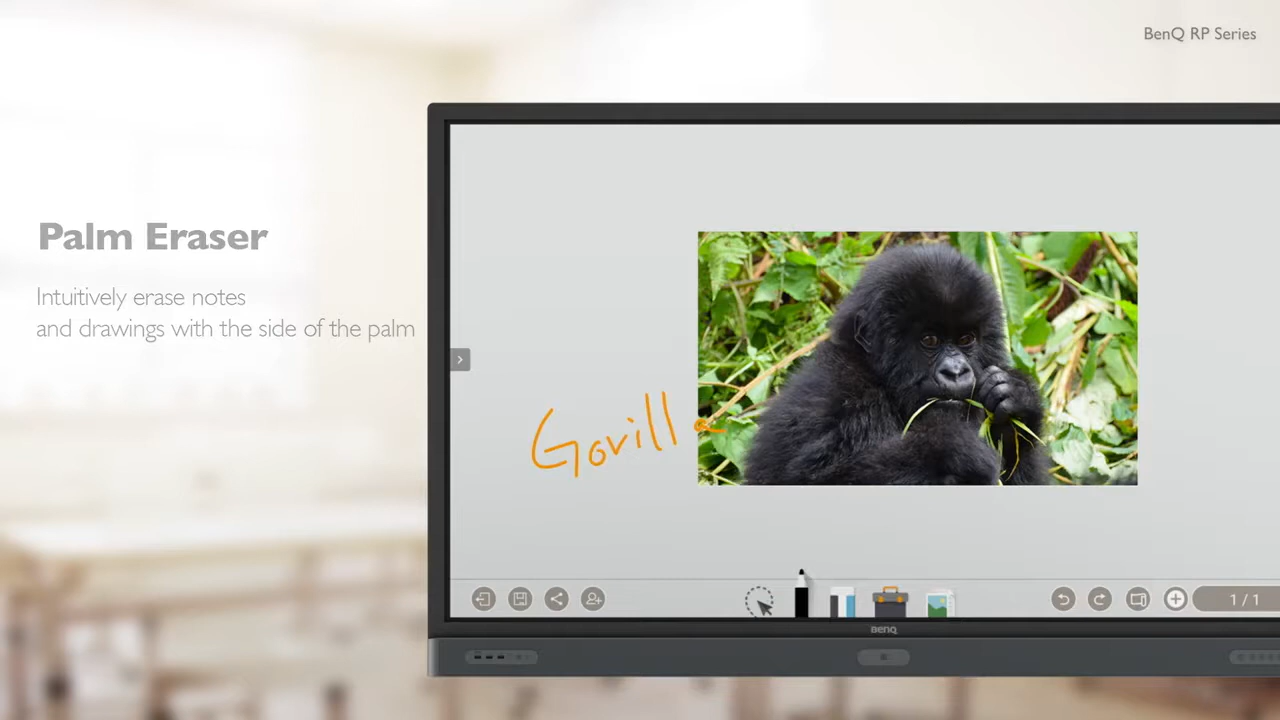 BenQ RP Series
Palm Eraser
Intuitively erase notes
and drawings with the side of the palm
Gorilla
1 / 1
BenQ